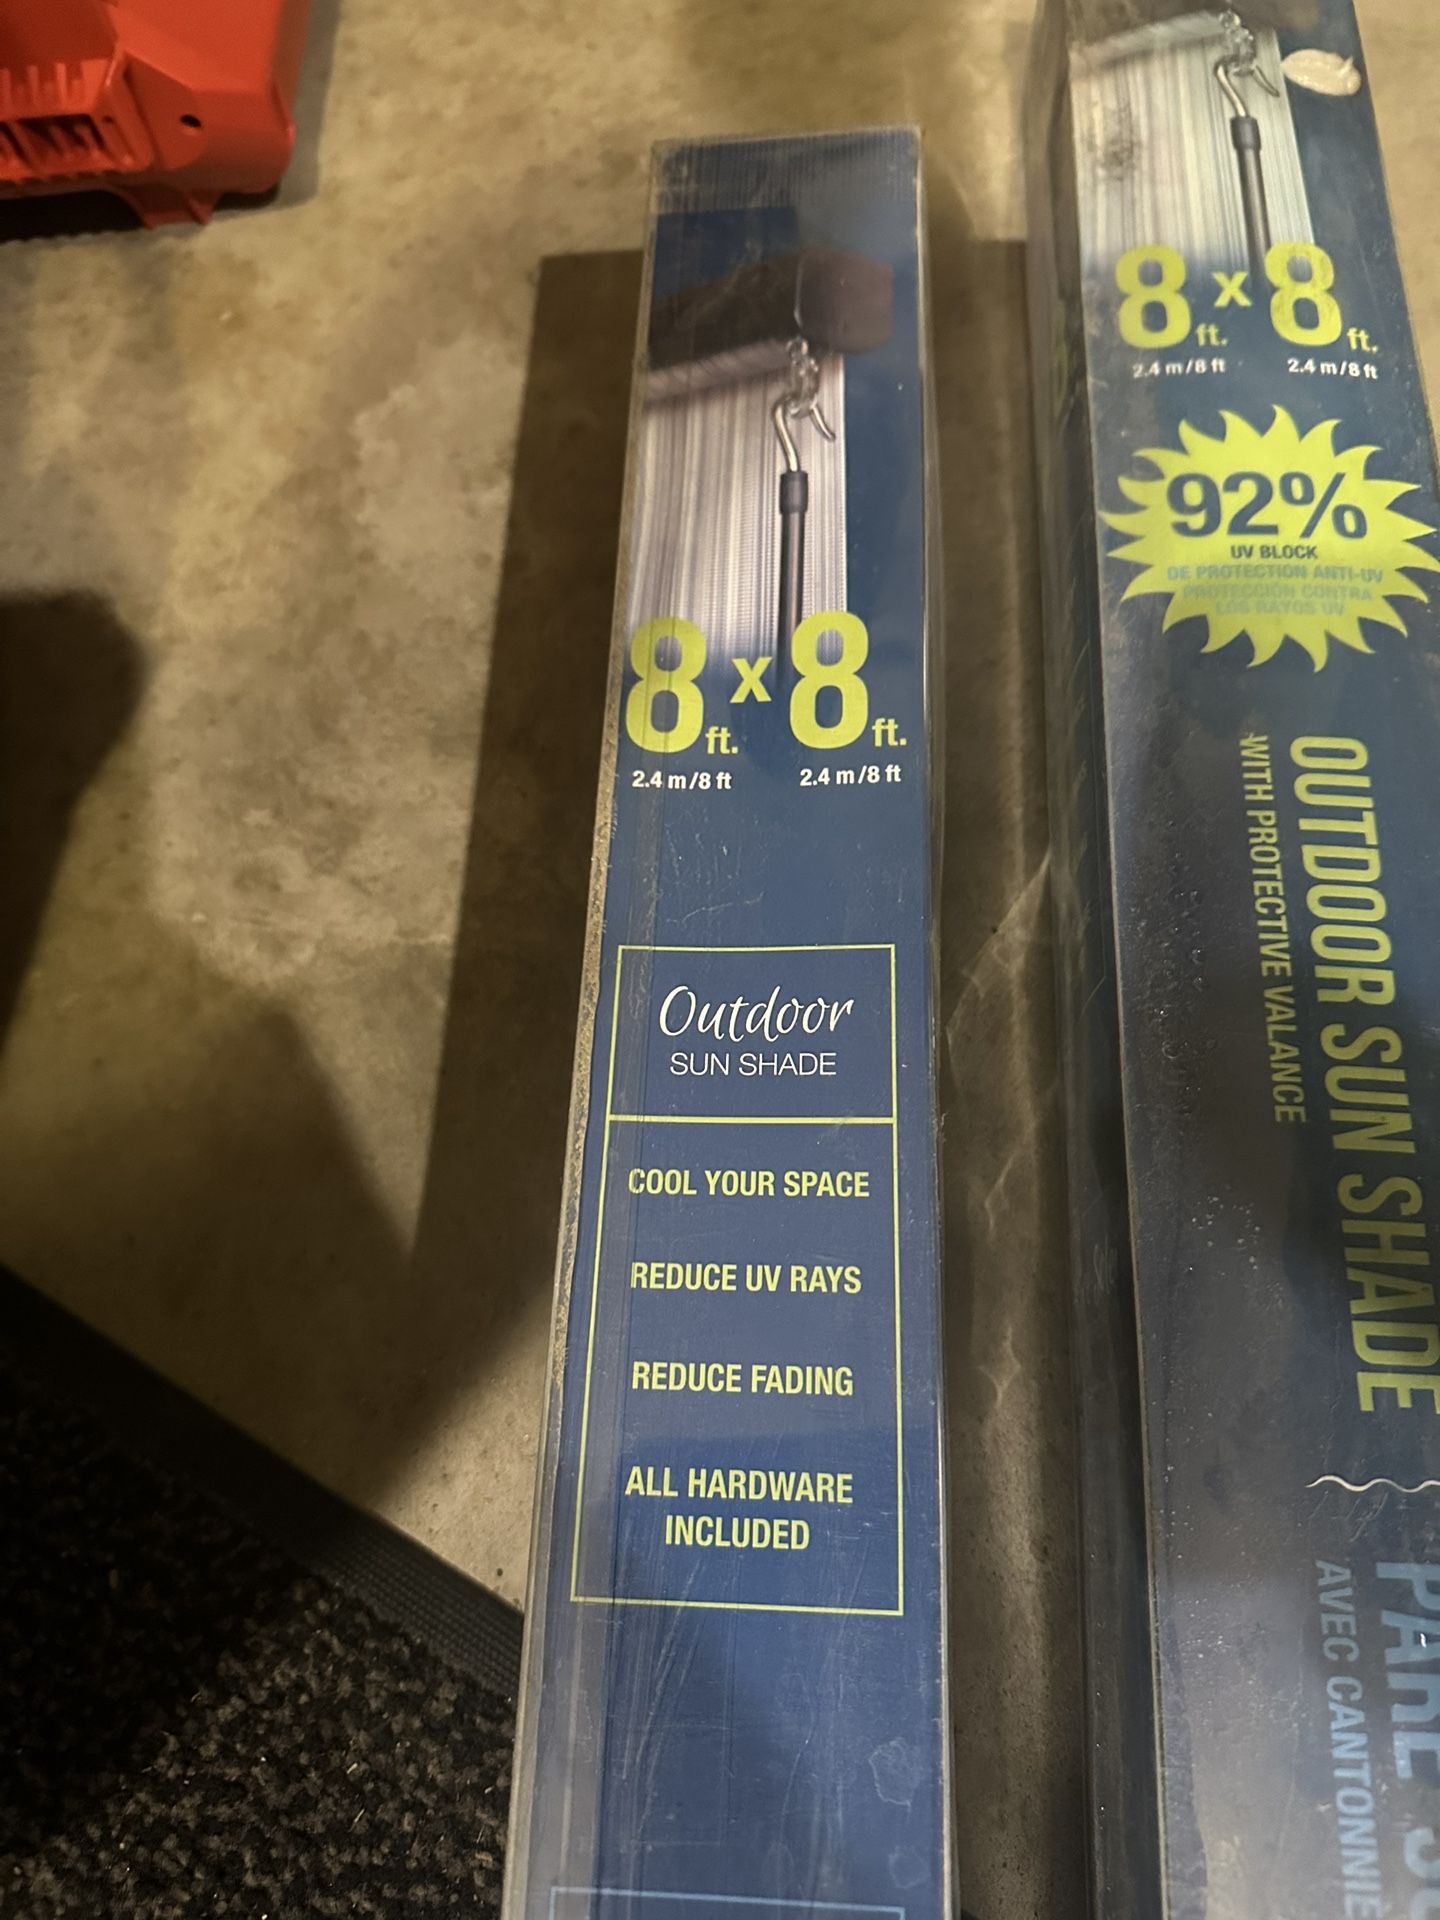 8 ft. x 8 ft.
2.4 m/8 ft 2.4 m/8 ft
Outdoor
SUN SHADE
COOL YOUR SPACE
REDUCE UV RAYS
REDUCE FADING
ALL HARDWARE
INCLUDED
8 ft. x 8 ft.
2.4 m/8 ft 2.4 m/8 ft
92%
UV BLOCK
DE PROTECTION ANTI-UV
PROTECCIÓN CONTRA
LOS RAYOS UV
OUTDOOR SUN SHADE
WITH PROTECTIVE VALANCE
PARE
AVEC CANTONNIE